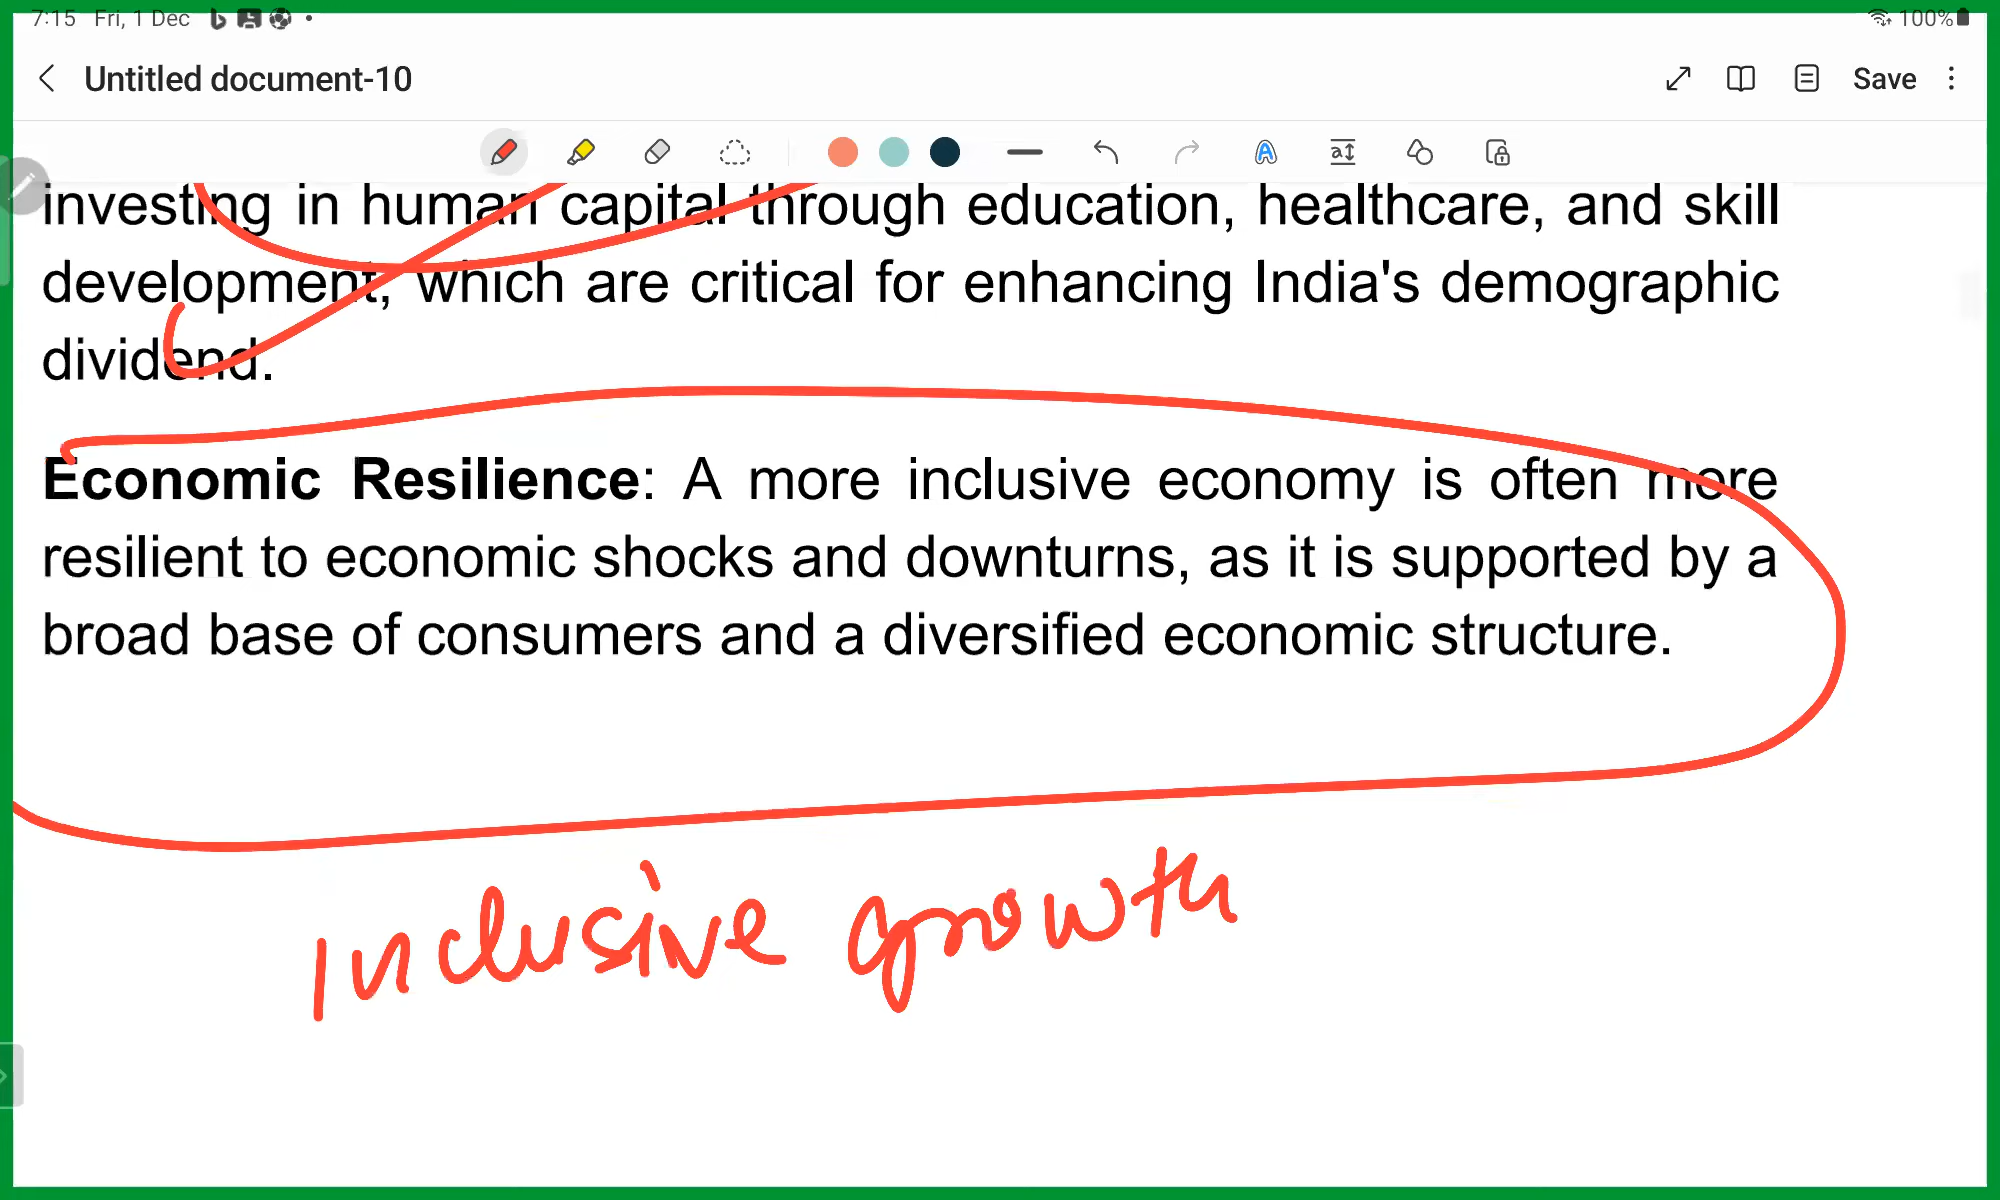 7:15 Fri, 1 Dec
100%
Untitled document-10
Save
investing in human capital through education, healthcare, and skill
development, which are critical for enhancing India's demographic
dividend.
Economic Resilience: A more inclusive economy is often more
resilient to economic shocks and downturns, as it is supported by a
broad base of consumers and a diversified economic structure.
Inclusive growth